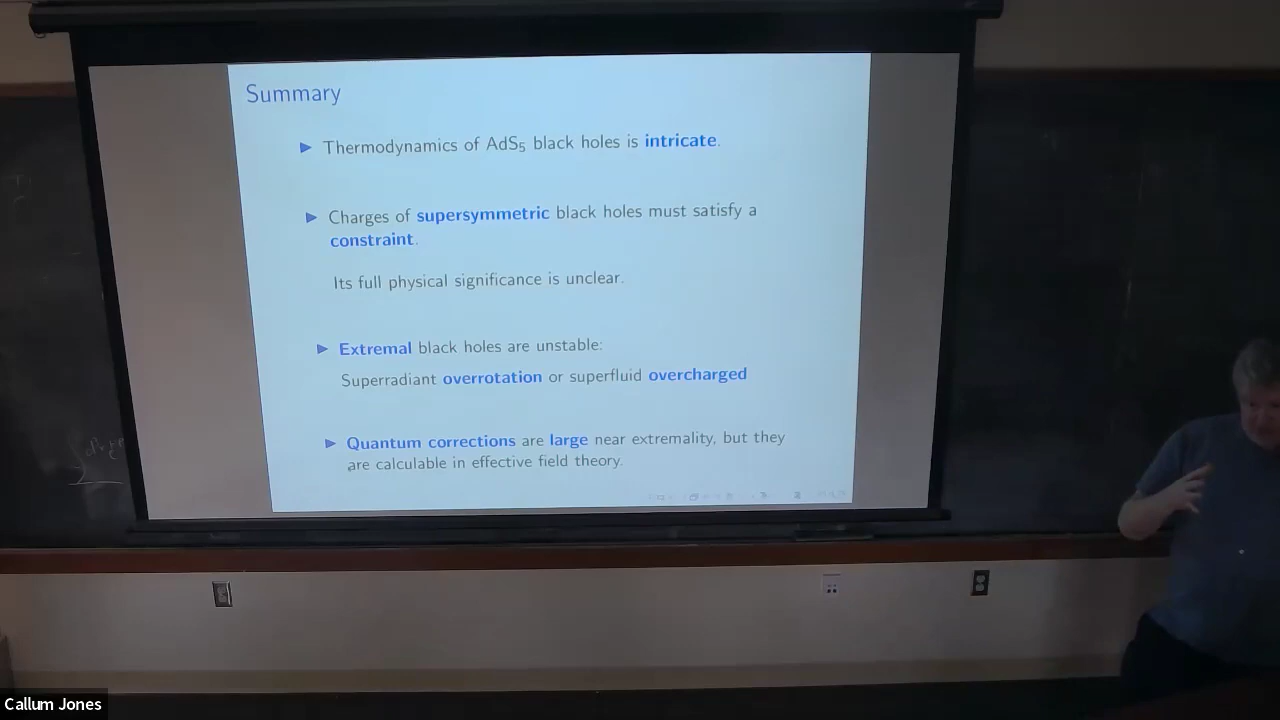 Summary
▶ Thermodynamics of AdS₅ black holes is intricate.
▶ Charges of supersymmetric black holes must satisfy a
constraint.
Its full physical significance is unclear.
▶ Extremal black holes are unstable:
Superradiant overrotation or superfluid overcharged
▶ Quantum corrections are large near extremality, but they
are calculable in effective field theory.
Callum Jones